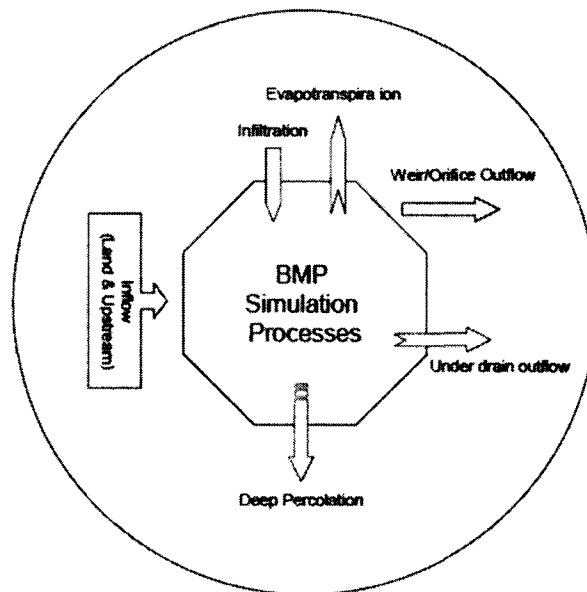 Evapotranspira ion
Infiltration
Weir/Orifice Outflow
Inflow
(Land & Upstream)
BMP
Simulation
Processes
Under drain outflow
Deep Percolation